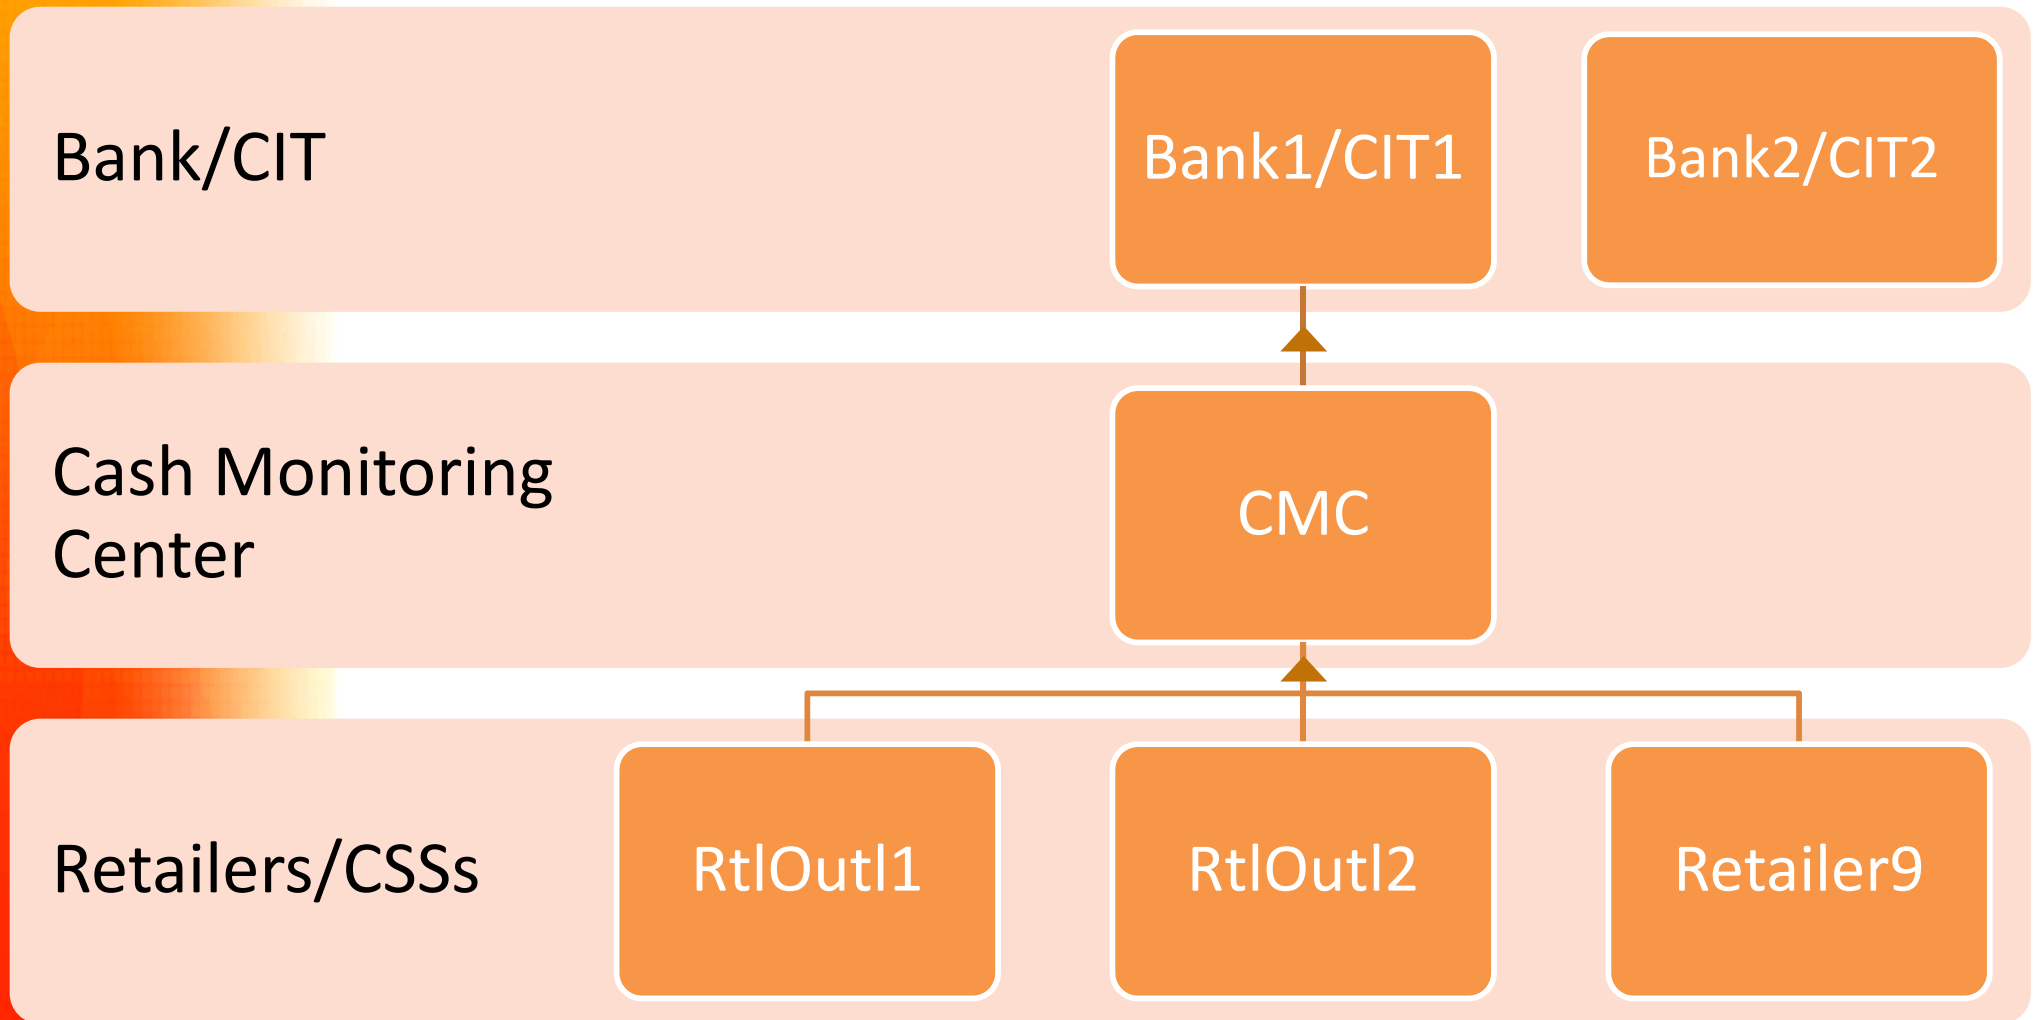 Bank/CIT
Bank1/CIT1
Bank2/CIT2
Cash Monitoring
Center
CMC
Retailers/CSSs
RtlOutl1
RtlOutl2
Retailer9